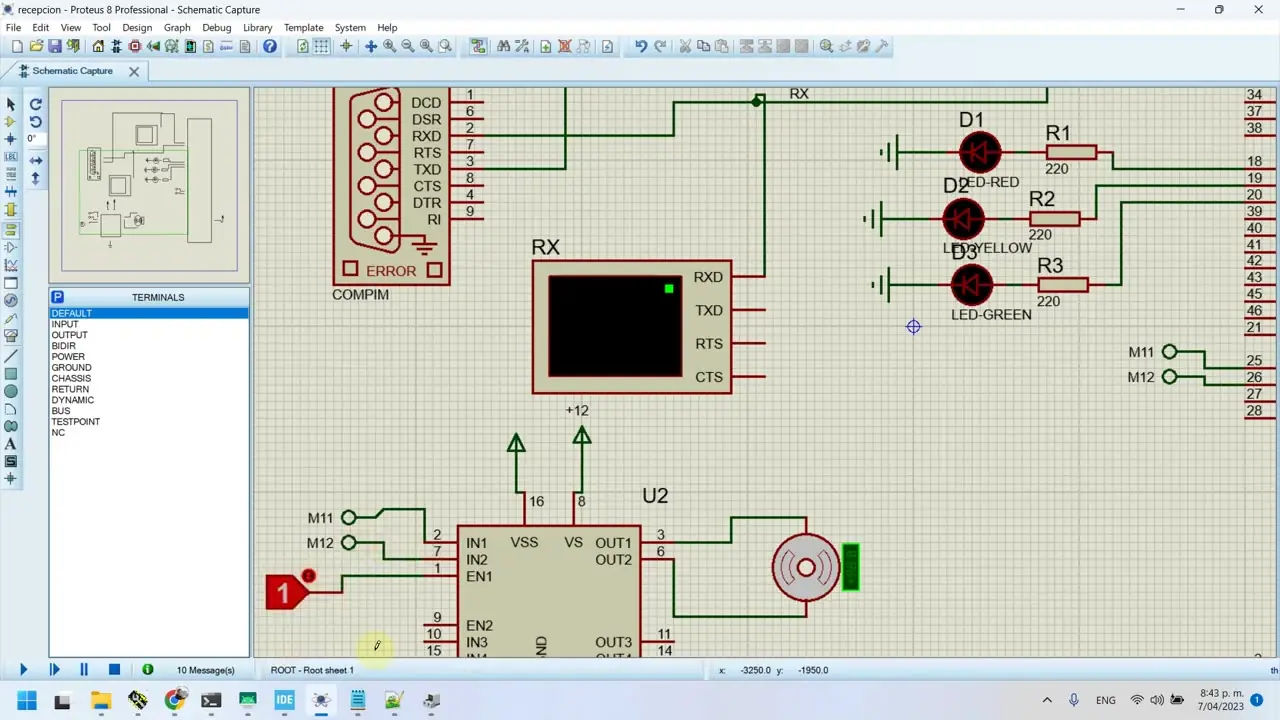 recepcion - Proteus 8 Professional - Schematic Capture
File Edit View Tool Design Graph Debug Library Template System Help
Schematic Capture
0°
TERMINALS
DEFAULT
INPUT
OUTPUT
BIDIR
POWER
GROUND
CHASSIS
RETURN
DYNAMIC
BUS
TESTPOINT
NC
DCD 1
DSR 6
RXD 2
RTS 7
TXD 3
CTS 8
DTR 4
RI 9
ERROR
COMPIM
RX
RX
RXD
TXD
RTS
CTS
D1
LED-RED
R1
220
D2
LED-YELLOW
R2
220
D3
LED-GREEN
R3
220
34
37
38
18
19
20
39
40
41
42
43
45
46
21
25
26
27
28
M11
M12
+12
16
8
U2
M11
M12
1
2 IN1
7 IN2
1 EN1
9 EN2
10 IN3
15
VSS VS
OUT1 3
OUT2 6
OUT3 11
14
10 Message(s)
ROOT - Root sheet 1
x: -3250.0 y: -1950.0
th
IDE
ENG
8:43 p. m.
7/04/2023
1